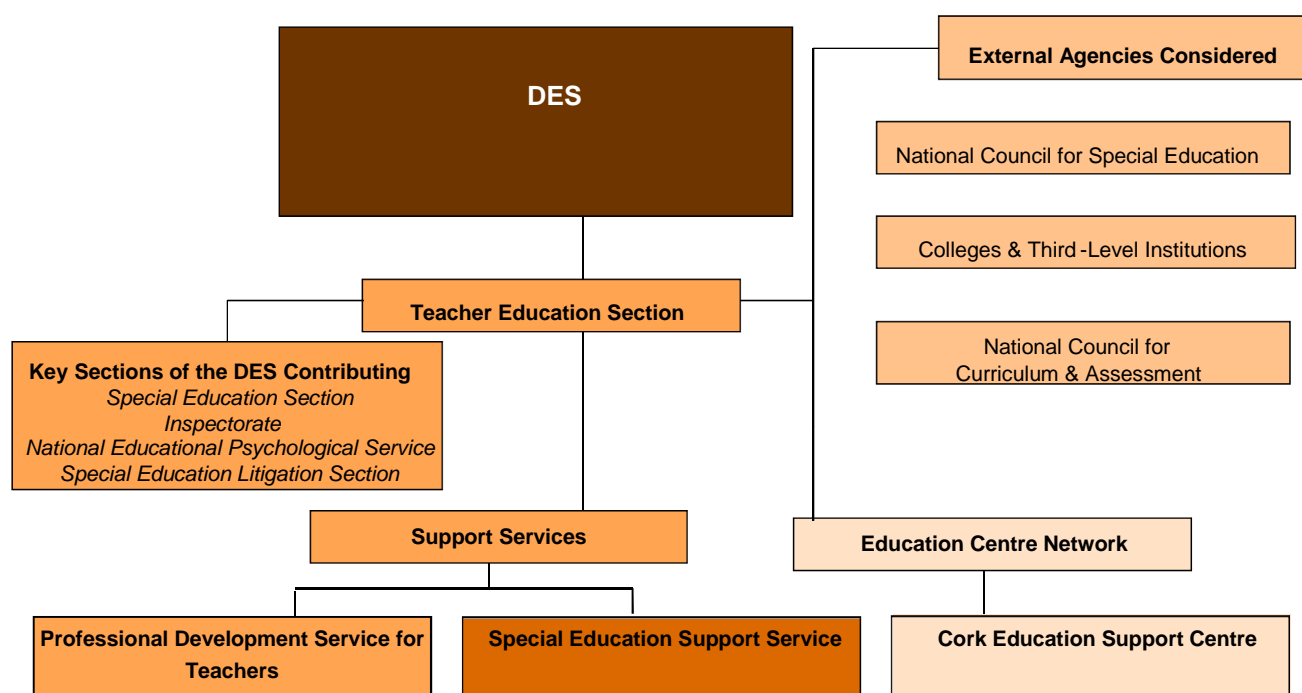 DES
External Agencies Considered
National Council for Special Education
Colleges & Third-Level Institutions
National Council for
Curriculum & Assessment
Teacher Education Section
Key Sections of the DES Contributing
Special Education Section
Inspectorate
National Educational Psychological Service
Special Education Litigation Section
Support Services
Education Centre Network
Professional Development Service for
Teachers
Special Education Support Service
Cork Education Support Centre